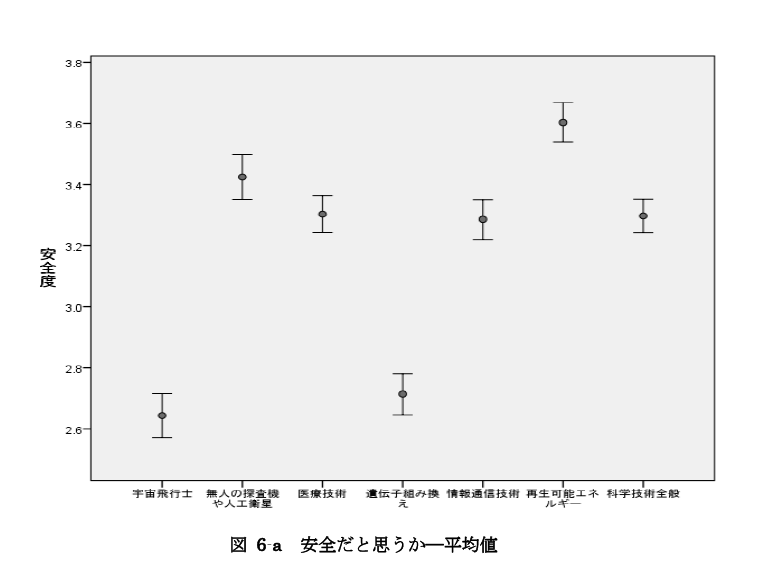 3.8
3.6
3.4
3.2
3.0
2.8
2.6
安全度
宇宙飛行士
無人の探査機
や人工衛星
医療技術
遺伝子組み換
え
情報通信技術
再生可能エネ
ルギー
科学技術全般
図 6-a 安全だと思うか―平均値